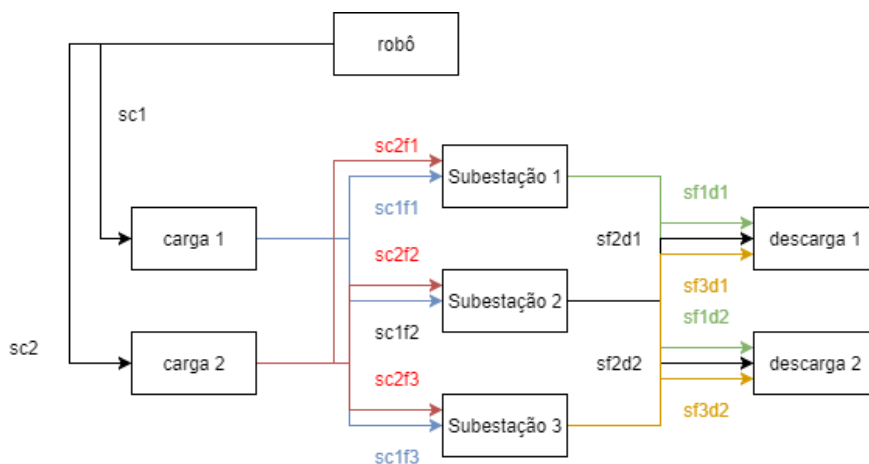 robô
sc1
sc2f1
Subestação 1
sc1f1
sf1d1
carga 1
sf2d1
descarga 1
sc2f2
sf3d1
Subestação 2
sf1d2
sc1f2
sc2
carga 2
sf2d2
descarga 2
sc2f3
sf3d2
Subestação 3
sc1f3